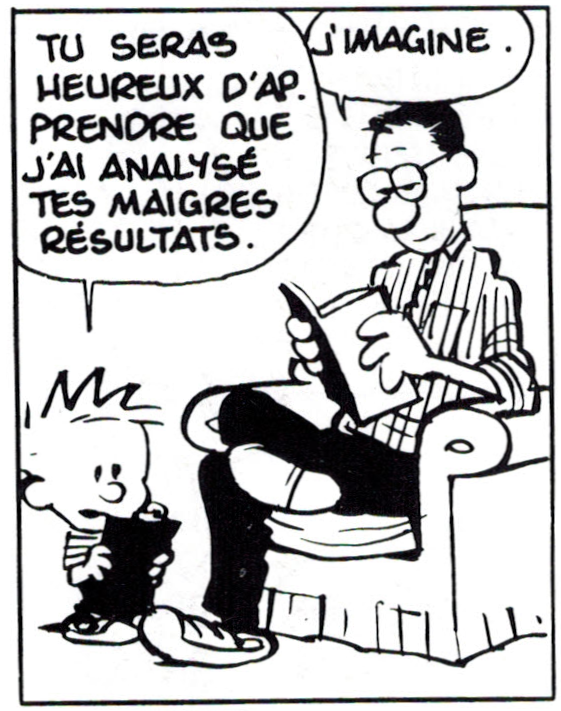 TU SERAS
HEUREUX D'AP.
PRENDRE QUE
J'AI ANALYSÉ
TES MAIGRES
RÉSULTATS.
J'IMAGINE.